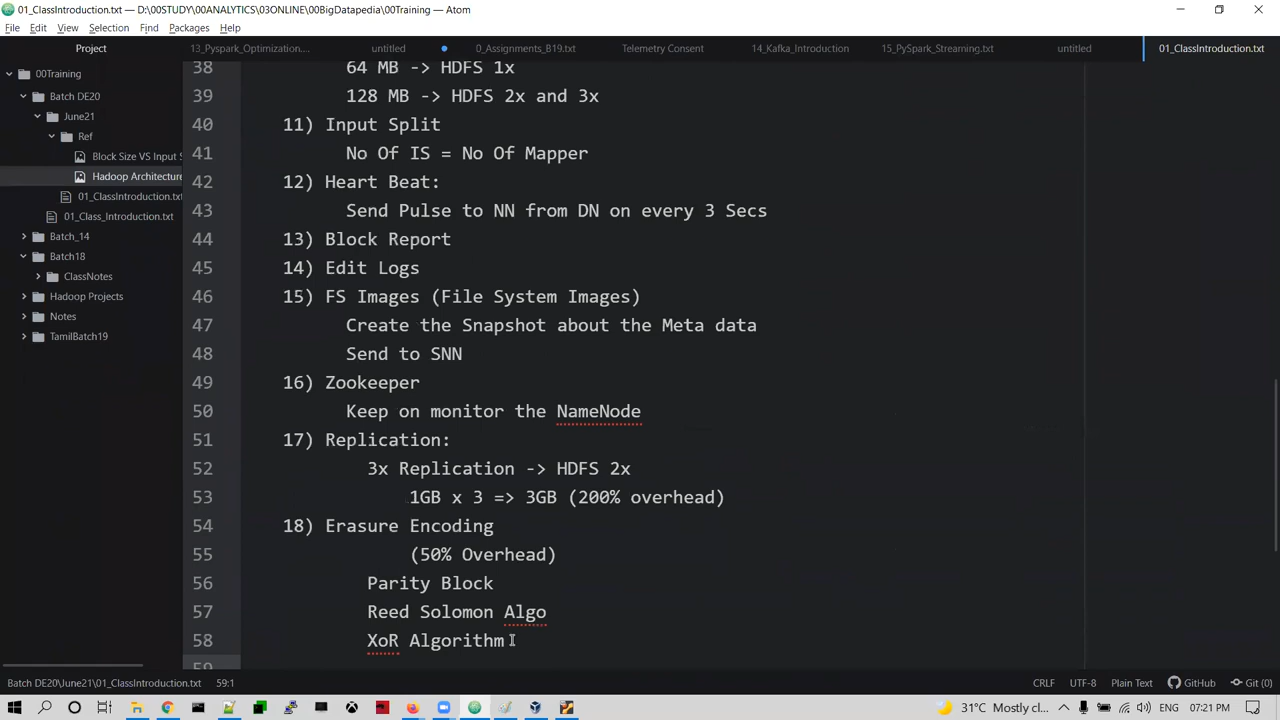 01_ClassIntroduction.txt — D:\00STUDY\00ANALYTICS\03ONLINE\00BigDatapedia\00Training — Atom
File Edit View Selection Find Packages Help
Project
13_Pyspark_Optimization....
untitled
0_Assignments_B19.txt
Telemetry Consent
14_Kafka_Introduction
15_PySpark_Streaming.txt
untitled
01_ClassIntroduction.txt
00Training
Batch DE20
June21
Ref
Block Size VS Input S
Hadoop Architecture
01_ClassIntroduction.txt
01_Class_Introduction.txt
Batch_14
Batch18
ClassNotes
Hadoop Projects
Notes
TamilBatch19
38 64 MB -> HDFS 1x
39 128 MB -> HDFS 2x and 3x
40 11) Input Split
41 No Of IS = No Of Mapper
42 12) Heart Beat:
43 Send Pulse to NN from DN on every 3 Secs
44 13) Block Report
45 14) Edit Logs
46 15) FS Images (File System Images)
47 Create the Snapshot about the Meta data
48 Send to SNN
49 16) Zookeeper
50 Keep on monitor the NameNode
51 17) Replication:
52 3x Replication -> HDFS 2x
53 1GB x 3 => 3GB (200% overhead)
54 18) Erasure Encoding
55 (50% Overhead)
56 Parity Block
57 Reed Solomon Algo
58 XoR Algorithm
59
Batch DE20\June21\01_ClassIntroduction.txt 59:1 CRLF UTF-8 Plain Text GitHub Git (0)
31°C Mostly cl... ENG 07:21 PM